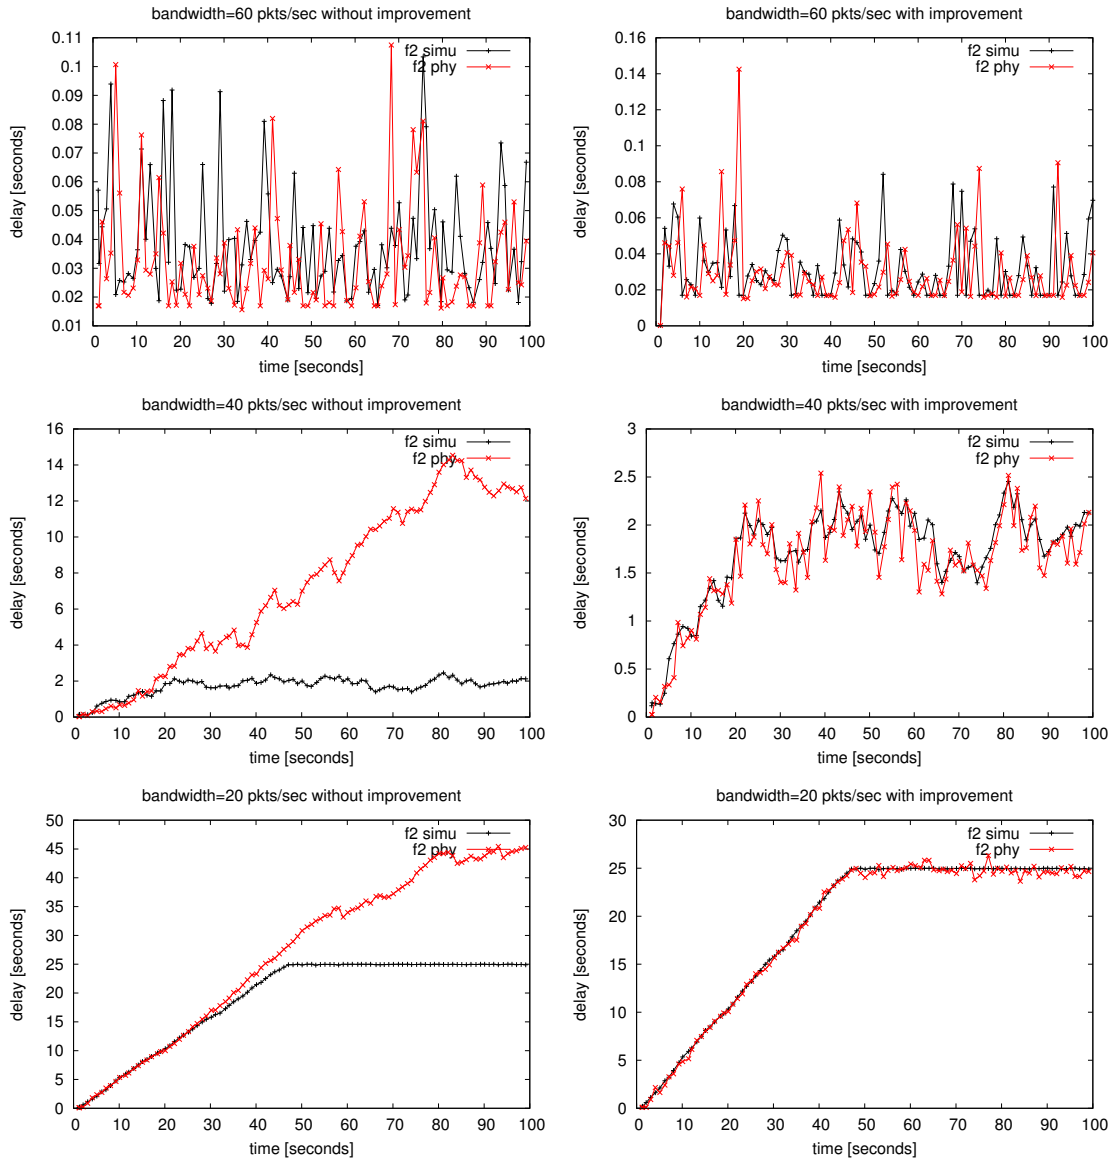 bandwidth=60 pkts/sec without improvement
0.11
0.1
0.09
0.08
0.07
0.06
0.05
0.04
0.03
0.02
0.01
delay [seconds]
f2 simu
f2 phy
0 10 20 30 40 50 60 70 80 90 100
time [seconds]
bandwidth=60 pkts/sec with improvement
0.16
0.14
0.12
0.1
0.08
0.06
0.04
0.02
0
delay [seconds]
f2 simu
f2 phy
0 10 20 30 40 50 60 70 80 90 100
time [seconds]
bandwidth=40 pkts/sec without improvement
16
14
12
10
8
6
4
2
0
delay [seconds]
f2 simu
f2 phy
0 10 20 30 40 50 60 70 80 90 100
time [seconds]
bandwidth=40 pkts/sec with improvement
3
2.5
2
1.5
1
0.5
0
delay [seconds]
f2 simu
f2 phy
0 10 20 30 40 50 60 70 80 90 100
time [seconds]
bandwidth=20 pkts/sec without improvement
50
45
40
35
30
25
20
15
10
5
0
delay [seconds]
f2 simu
f2 phy
0 10 20 30 40 50 60 70 80 90 100
time [seconds]
bandwidth=20 pkts/sec with improvement
30
25
20
15
10
5
0
delay [seconds]
f2 simu
f2 phy
0 10 20 30 40 50 60 70 80 90 100
time [seconds]